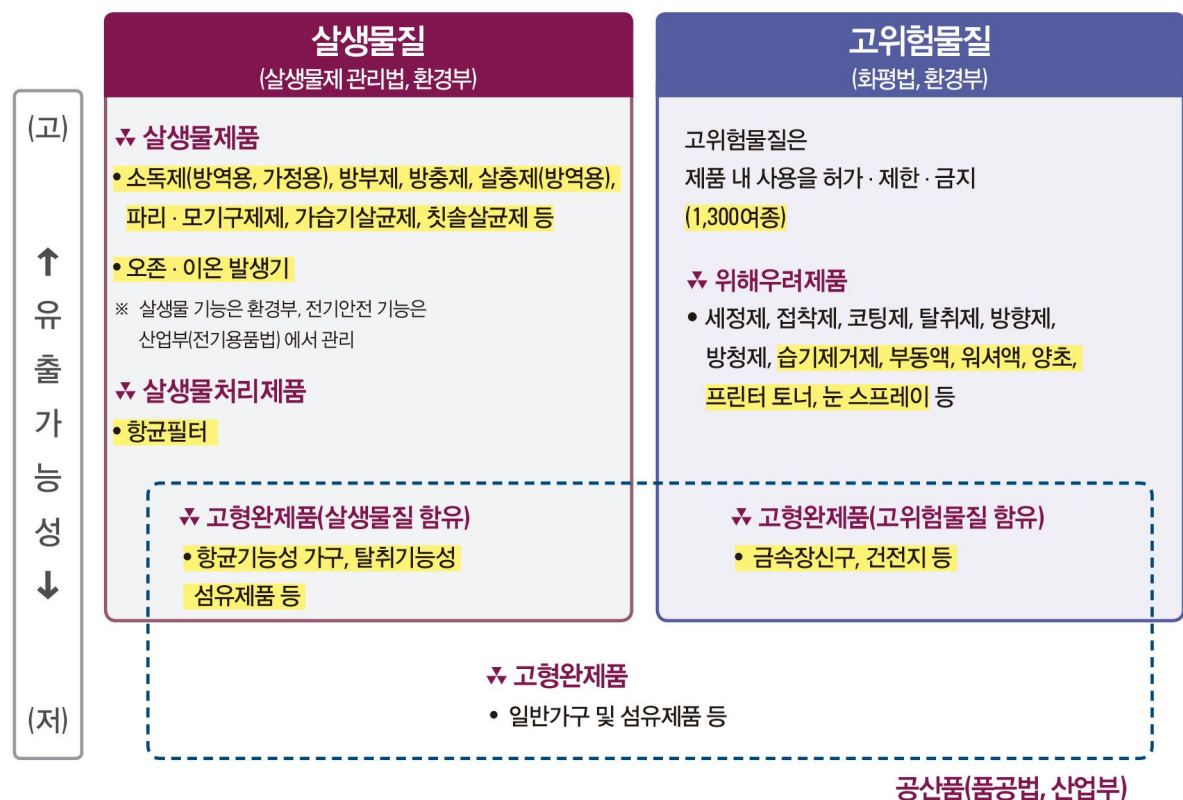 살생물질
(살생물제 관리법, 환경부)
고위험물질
(화평법, 환경부)
(고)
↑
유
출
가
능
성
↓
(저)
살생물제품
• 소독제(방역용, 가정용), 방부제, 방충제, 살충제(방역용),
파리 · 모기구제제, 가습기살균제, 칫솔살균제 등
• 오존 · 이온 발생기
※ 살생물 기능은 환경부, 전기안전 기능은
산업부(전기용품법) 에서 관리
살생물처리제품
• 항균필터
고위험물질은
제품 내 사용을 허가 · 제한 · 금지
(1,300여종)
위해우려제품
• 세정제, 접착제, 코팅제, 탈취제, 방향제,
방청제, 습기제거제, 부동액, 워셔액, 양초,
프린터 토너, 눈 스프레이 등
고형완제품(살생물질 함유)
• 항균기능성 가구, 탈취기능성
섬유제품 등
고형완제품(고위험물질 함유)
• 금속장신구, 건전지 등
고형완제품
• 일반가구 및 섬유제품 등
공산품(품공법, 산업부)